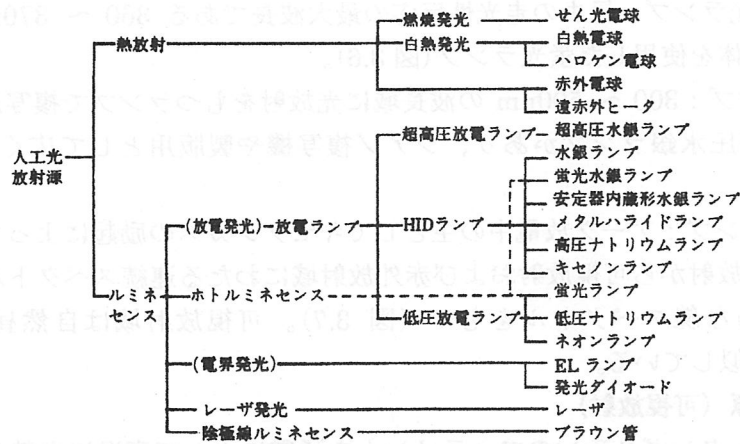 燃焼発光 せん光電球
熱放射 白熱発光 白熱電球
ハロゲン電球
赤外電球
遠赤外ヒータ
超高圧放電ランプ 超高圧水銀ランプ
人工光
放射源
水銀ランプ
蛍光水銀ランプ
安定器内蔵形水銀ランプ
(放電発光) 放電ランプ HIDランプ メタルハライドランプ
高圧ナトリウムランプ
キセノンランプ
ルミネ
センス
ホトルミネセンス 蛍光ランプ
低圧放電ランプ 低圧ナトリウムランプ
ネオンランプ
(電界発光) ELランプ
発光ダイオード
レーザ発光 レーザ
陰極線ルミネセンス ブラウン管